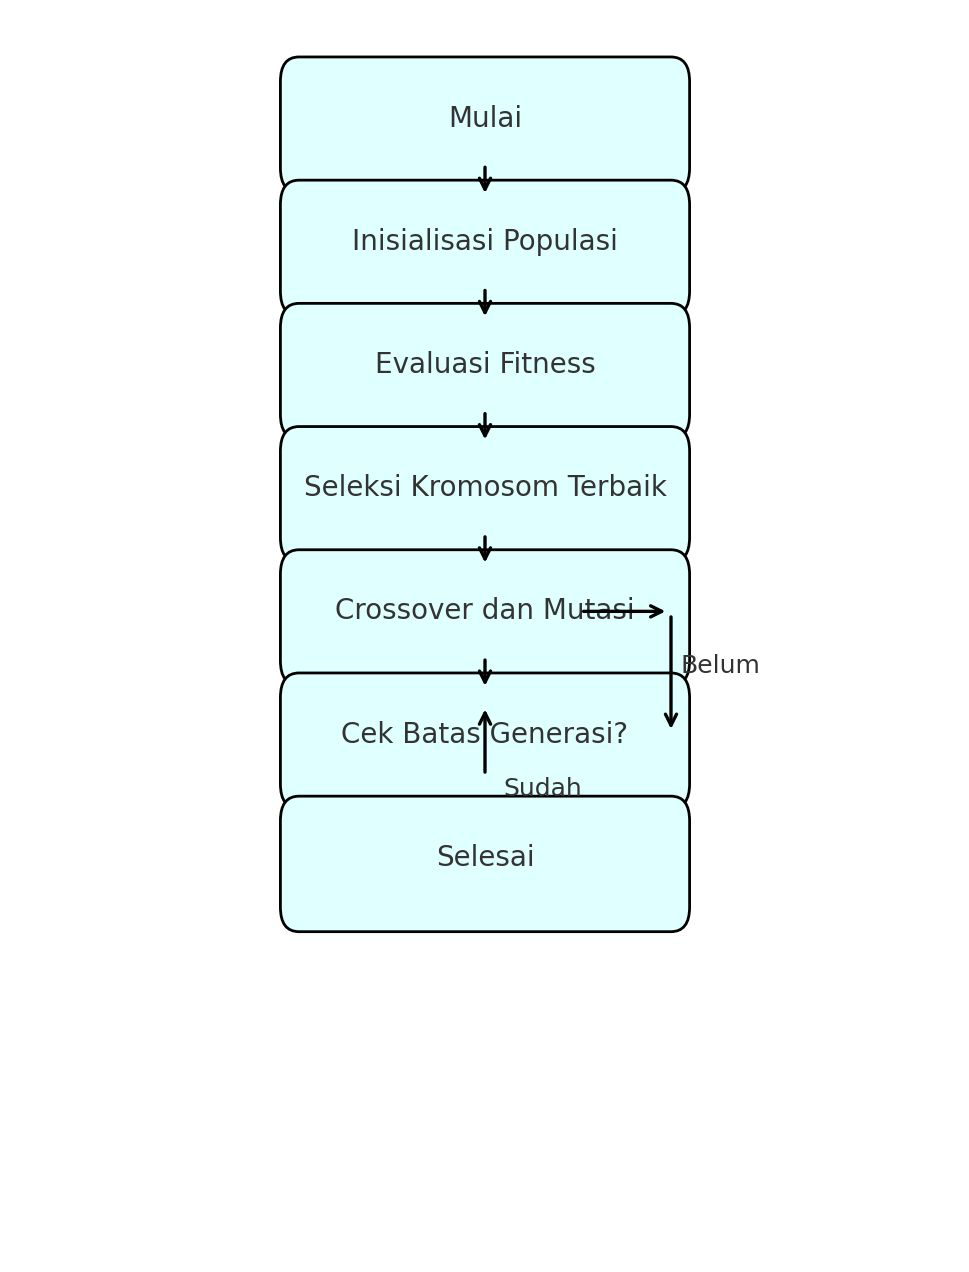 Mulai
Inisialisasi Populasi
Evaluasi Fitness
Seleksi Kromosom Terbaik
Crossover dan Mutasi
Belum
Cek Batas Generasi?
Sudah
Selesai